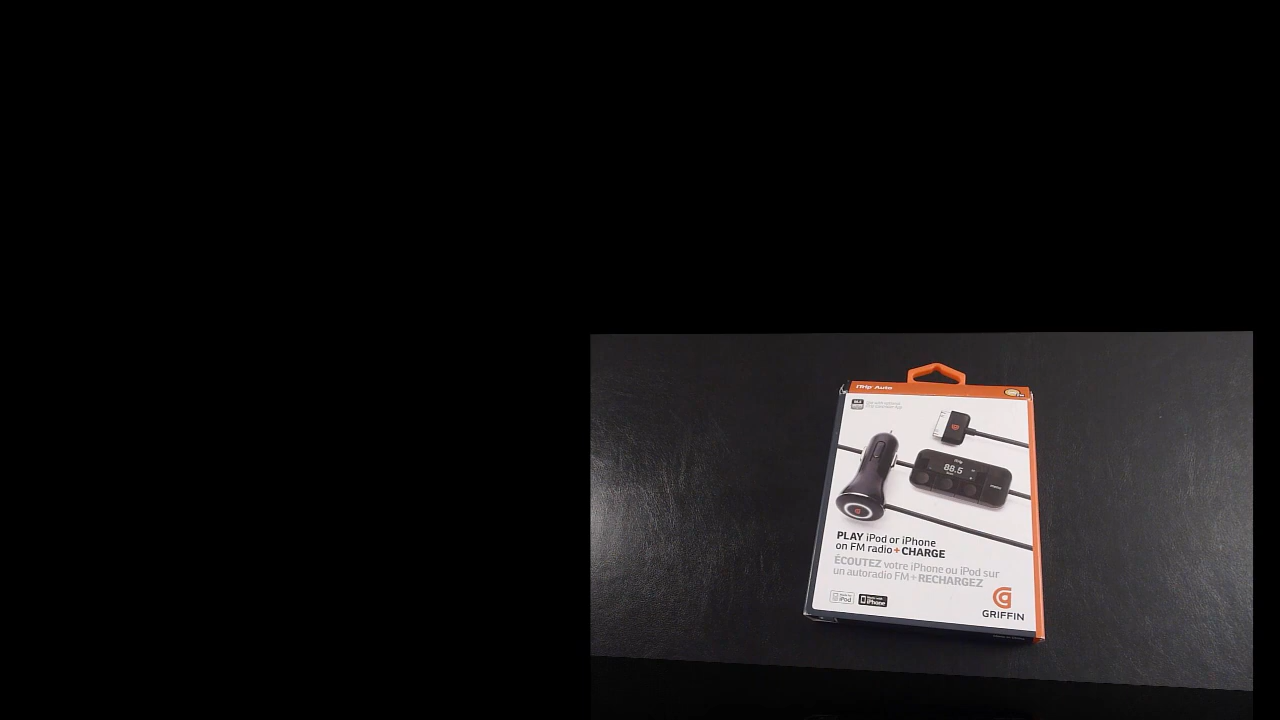 iTrip Auto
iTrip
88.5
PLAY iPod or iPhone
on FM radio + CHARGE
ÉCOUTEZ votre iPhone ou iPod sur
un autoradio FM + RECHARGEZ
iPod
iPhone
GRIFFIN